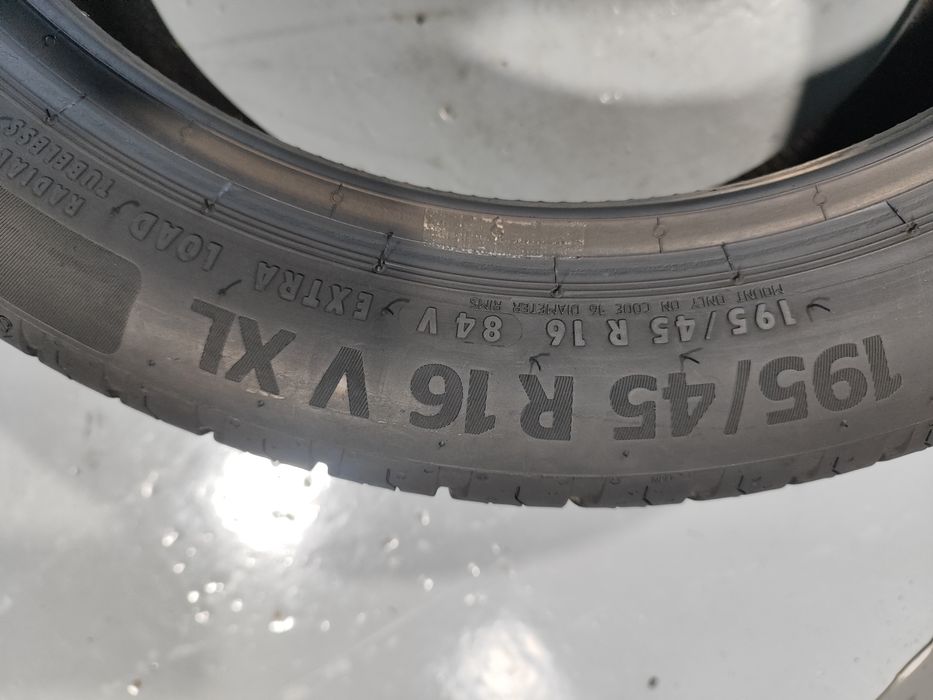 195/45 R 16 V XL
195/45 R 16 84 V EXTRA LOAD RADIAL TUBELESS
MOUNT ONLY ON CODE 16 DIAMETER RIMS